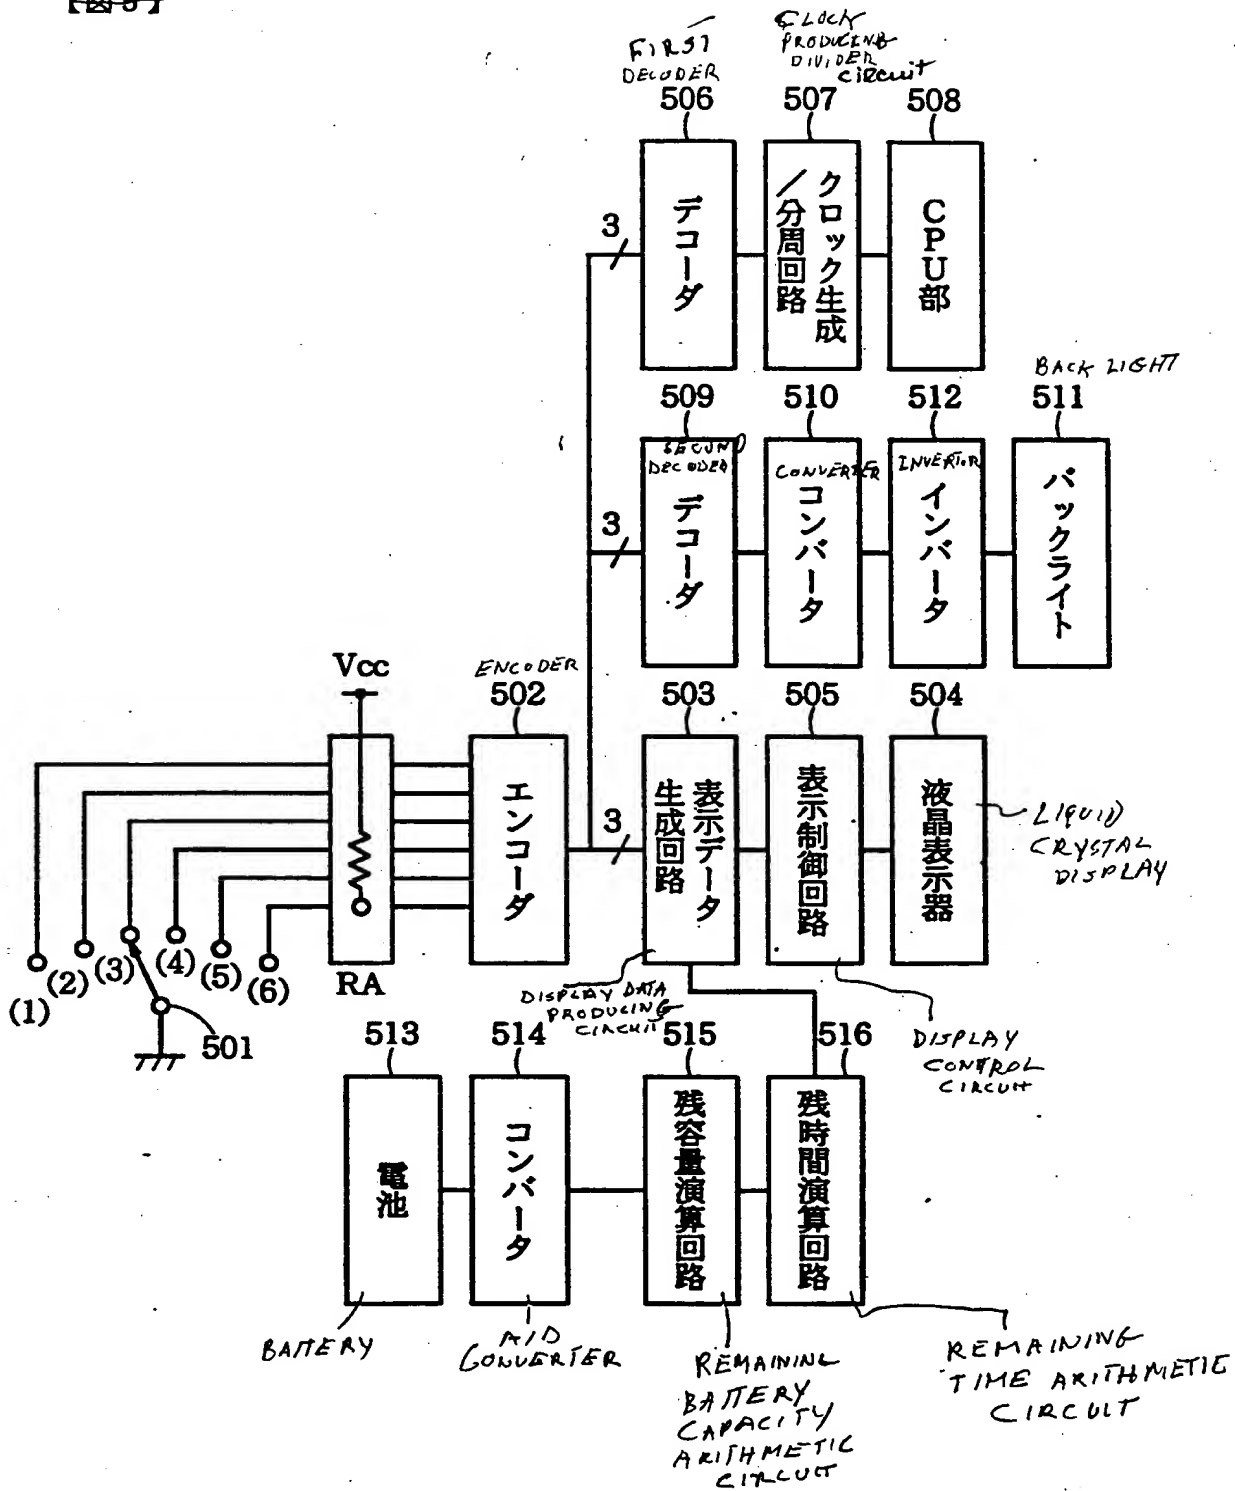 【図5】
FIRST
DECODER
506
CLOCK
PRODUCING
DIVIDER
CIRCUIT
507
508
3
デコーダ
クロック生成
/分周回路
CPU部
509
510
512
BACK LIGHT
511
3
SECOND
DECODER
デコーダ
CONVERTER
コンバータ
INVERTOR
インバータ
バックライト
Vcc
ENCODER
502
503
505
504
エンコーダ
3
表示データ
生成回路
表示制御回路
液晶表示器
LIQUID
CRYSTAL
DISPLAY
(1)
(2)
(3)
(4)
(5)
(6)
RA
501
DISPLAY DATA
PRODUCING
CIRCUIT
DISPLAY
CONTROL
CIRCUIT
513
514
515
516
電池
コンバータ
残容量演算回路
残時間演算回路
BATTERY
A/D
CONVERTER
REMAINING
BATTERY
CAPACITY
ARITHMETIC
CIRCUIT
REMAINING
TIME ARITHMETIC
CIRCUIT